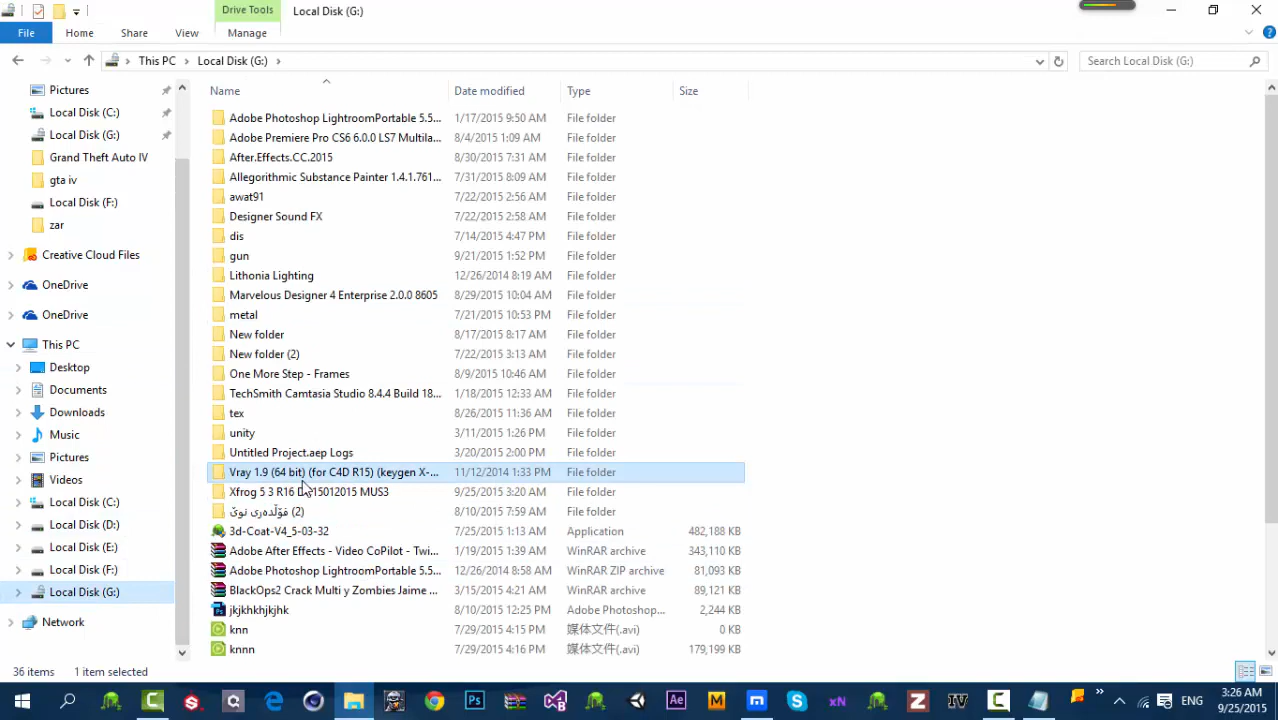 Drive Tools
Local Disk (G:)
File
Home
Share
View
Manage
This PC
Local Disk (G:)
Search Local Disk (G:)
Pictures
Local Disk (C:)
Local Disk (G:)
Grand Theft Auto IV
gta iv
Local Disk (F:)
zar
Creative Cloud Files
OneDrive
OneDrive
This PC
Desktop
Documents
Downloads
Music
Pictures
Videos
Local Disk (C:)
Local Disk (D:)
Local Disk (E:)
Local Disk (F:)
Local Disk (G:)
Network
Name Date modified Type Size
Adobe Photoshop LightroomPortable 5.5... 1/17/2015 9:50 AM File folder
Adobe Premiere Pro CS6 6.0.0 LS7 Multila... 8/4/2015 1:09 AM File folder
After.Effects.CC.2015 8/30/2015 7:31 AM File folder
Allegorithmic Substance Painter 1.4.1.761... 7/31/2015 8:09 AM File folder
awat91 7/22/2015 2:56 AM File folder
Designer Sound FX 7/22/2015 2:58 AM File folder
dis 7/14/2015 4:47 PM File folder
gun 9/21/2015 1:52 PM File folder
Lithonia Lighting 12/26/2014 8:19 AM File folder
Marvelous Designer 4 Enterprise 2.0.0 8605 8/29/2015 10:04 AM File folder
metal 7/21/2015 10:53 PM File folder
New folder 8/17/2015 8:17 AM File folder
New folder (2) 7/22/2015 3:13 AM File folder
One More Step - Frames 8/9/2015 10:46 AM File folder
TechSmith Camtasia Studio 8.4.4 Build 18... 1/18/2015 12:33 AM File folder
tex 8/26/2015 11:36 AM File folder
unity 3/11/2015 1:26 PM File folder
Untitled Project.aep Logs 3/20/2015 2:00 PM File folder
Vray 1.9 (64 bit) (for C4D R15) (keygen X-... 11/12/2014 1:33 PM File folder
Xfrog 5 3 R16 15012015 MUS3 9/25/2015 3:20 AM File folder
(2) 8/10/2015 7:59 AM File folder
3d-Coat-V4_5-03-32 7/25/2015 1:13 AM Application 482,188 KB
Adobe After Effects - Video CoPilot - Twi... 1/19/2015 1:39 AM WinRAR archive 343,110 KB
Adobe Photoshop LightroomPortable 5.5... 12/26/2014 8:58 AM WinRAR ZIP archive 81,093 KB
BlackOps2 Crack Multi y Zombies Jaime ... 3/15/2015 4:21 AM WinRAR archive 89,121 KB
jkjkhkhjkjhk 8/10/2015 12:25 PM Adobe Photoshop... 2,244 KB
knn 7/29/2015 4:15 PM 媒体文件(.avi) 0 KB
knnn 7/29/2015 4:16 PM 媒体文件(.avi) 179,199 KB
36 items 1 item selected
ENG
3:26 AM
9/25/2015